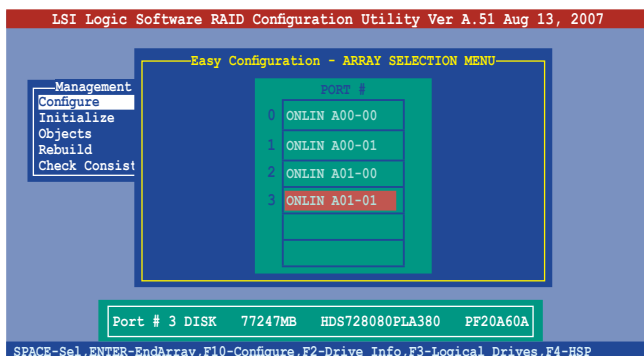 LSI Logic Software RAID Configuration Utility Ver A.51 Aug 13, 2007
Easy Configuration - ARRAY SELECTION MENU
Management
Configure
Initialize
Objects
Rebuild
Check Consist
PORT #
0 ONLIN A00-00
1 ONLIN A00-01
2 ONLIN A01-00
3 ONLIN A01-01
Port # 3 DISK 77247MB HDS728080PLA380 PF20A60A
SPACE-Sel,ENTER-EndArray,F10-Configure,F2-Drive Info,F3-Logical Drives,F4-HSP